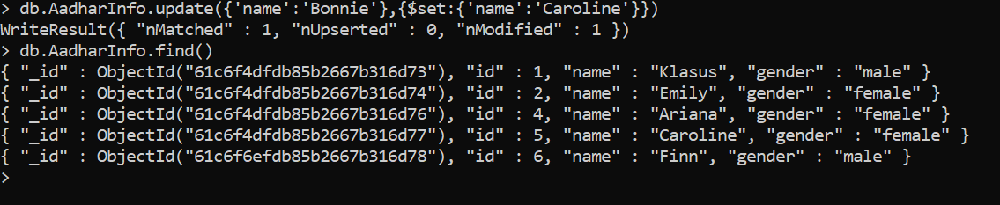 > db.AadharInfo.update({'name':'Bonnie'},{$set:{'name':'Caroline'}})
WriteResult({ "nMatched" : 1, "nUpserted" : 0, "nModified" : 1 })
> db.AadharInfo.find()
{ "_id" : ObjectId("61c6f4dfdb85b2667b316d73"), "id" : 1, "name" : "Klasus", "gender" : "male" }
{ "_id" : ObjectId("61c6f4dfdb85b2667b316d74"), "id" : 2, "name" : "Emily", "gender" : "female" }
{ "_id" : ObjectId("61c6f4dfdb85b2667b316d76"), "id" : 4, "name" : "Ariana", "gender" : "female" }
{ "_id" : ObjectId("61c6f4dfdb85b2667b316d77"), "id" : 5, "name" : "Caroline", "gender" : "female" }
{ "_id" : ObjectId("61c6f6efdb85b2667b316d78"), "id" : 6, "name" : "Finn", "gender" : "male" }
>